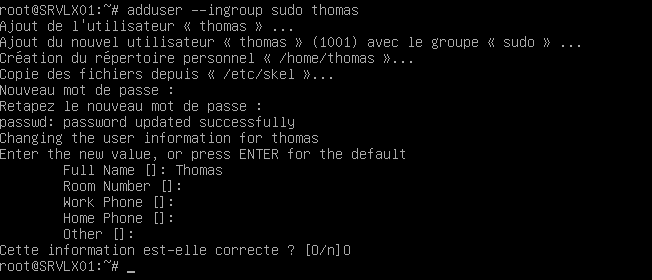 root@SRVLX01:~# adduser --ingroup sudo thomas
Ajout de l'utilisateur « thomas » ...
Ajout du nouvel utilisateur « thomas » (1001) avec le groupe « sudo » ...
Création du répertoire personnel « /home/thomas »...
Copie des fichiers depuis « /etc/skel »...
Nouveau mot de passe :
Retapez le nouveau mot de passe :
passwd: password updated successfully
Changing the user information for thomas
Enter the new value, or press ENTER for the default
        Full Name []: Thomas
        Room Number []:
        Work Phone []:
        Home Phone []:
        Other []:
Cette information est-elle correcte ? [O/n]O
root@SRVLX01:~# _